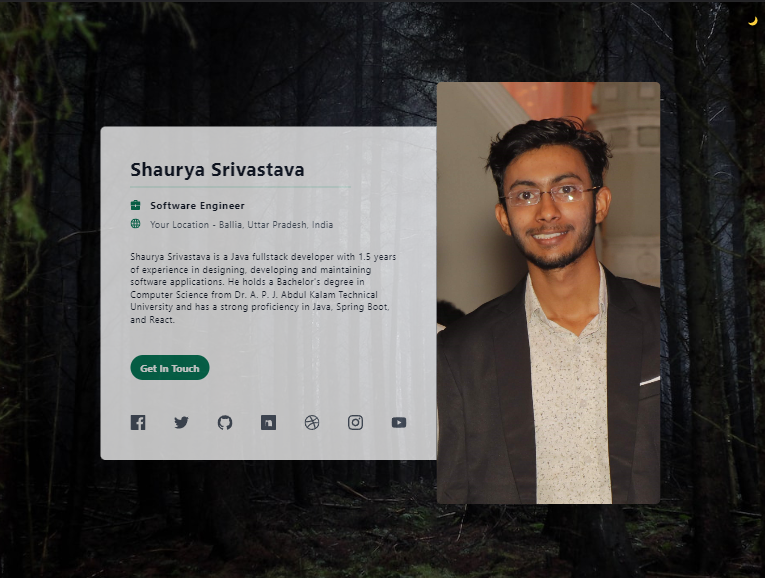 Shaurya Srivastava
Software Engineer
Your Location - Ballia, Uttar Pradesh, India
Shaurya Srivastava is a Java fullstack developer with 1.5 years
of experience in designing, developing and maintaining
software applications. He holds a Bachelor's degree in
Computer Science from Dr. A. P. J. Abdul Kalam Technical
University and has a strong proficiency in Java, Spring Boot,
and React.
Get In Touch